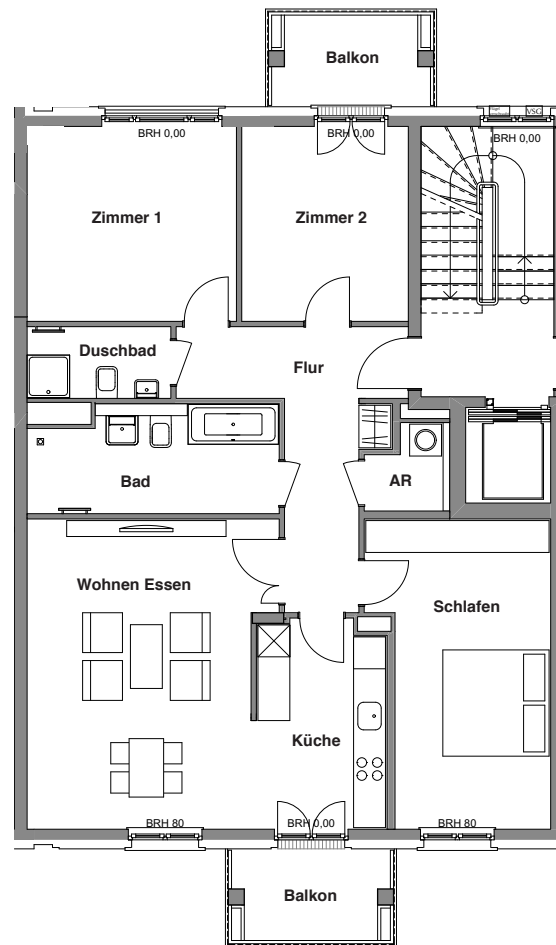 Balkon
VSG
BRH 0,00
BRH 0,00
BRH 0,00
Zimmer 1
Zimmer 2
Duschbad
Flur
Bad
AR
Wohnen Essen
Schlafen
Küche
BRH 80
BRH 0,00
BRH 80
Balkon